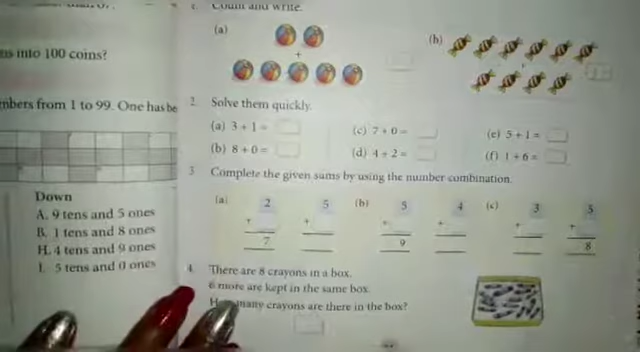 Count and write.
(a)
+
(b)
+
ns into 100 coins?
mbers from 1 to 99. One has be
2 Solve them quickly.
(a) 3 + 1 =
(c) 7 + 0 =
(e) 5 + 1 =
(b) 8 + 0 =
(d) 4 + 2 =
(f) 1 + 6 =
3 Complete the given sums by using the number combination.
(a) 2 5 (b) 5 4 (c) 3 5
+ + + + + +
7 9 8
Down
A. 9 tens and 5 ones
B. 1 tens and 8 ones
H. 4 tens and 9 ones
I. 5 tens and 0 ones
4. There are 8 crayons in a box.
6 more are kept in the same box.
How many crayons are there in the box?